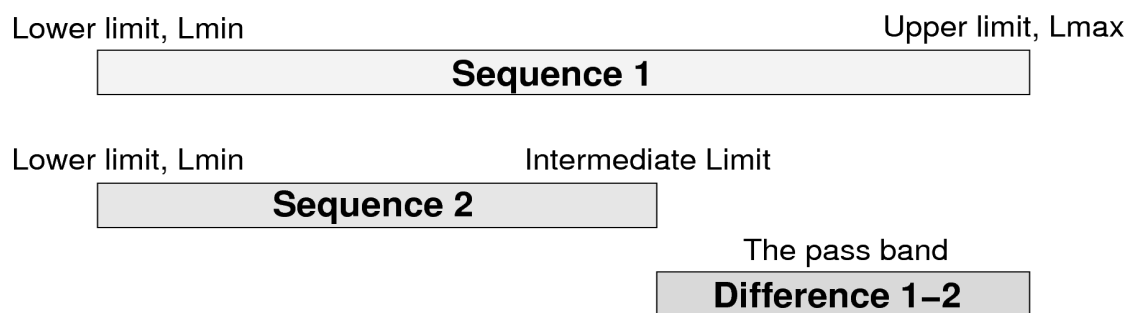 Lower limit, Lmin
Upper limit, Lmax
Sequence 1
Lower limit, Lmin
Intermediate Limit
Sequence 2
The pass band
Difference 1–2